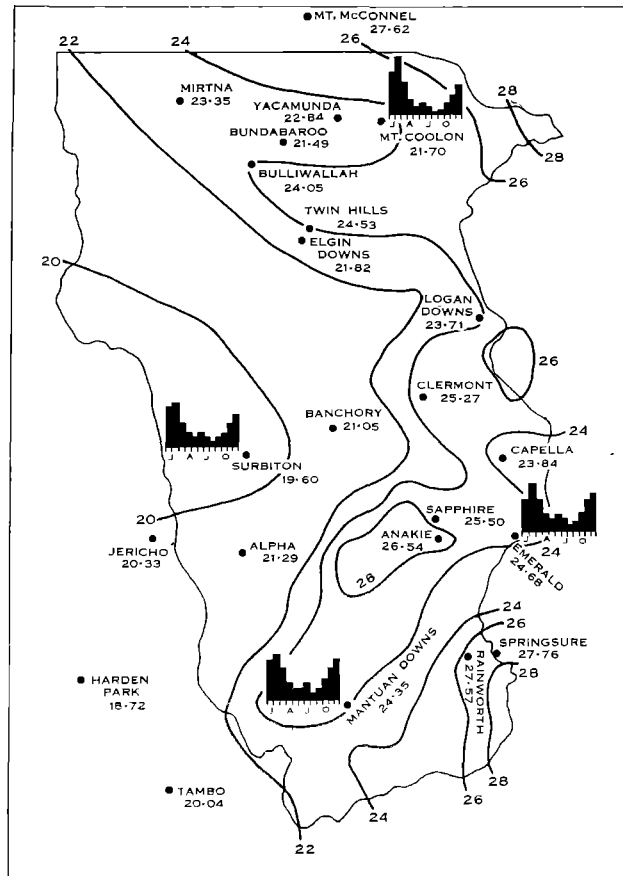 MT. McCONNEL
27·62
22
24
26
MIRTNA
23·35
YACAMUNDA
22·84
BUNDABAROO
21·49
J A J O
MT. COOLON
21·70
28
28
26
BULLIWALLAH
24·05
TWIN HILLS
24·53
ELGIN
DOWNS
21·82
20
LOGAN
DOWNS
23·71
26
CLERMONT
25·27
BANCHORY
21·05
24
J A J O
SURBITON
19·60
CAPELLA
23·84
20
SAPPHIRE
25·50
J A J O
JERICHO
20·33
ALPHA
21·29
ANAKIE
26·54
24
EMERALD
24·68
28
24
26
SPRINGSURE
27·76
28
HARDEN
PARK
18·72
J A J O
MANTUAN DOWNS
24·35
RAINWORTH
27·57
TAMBO
20·04
28
26
24
22